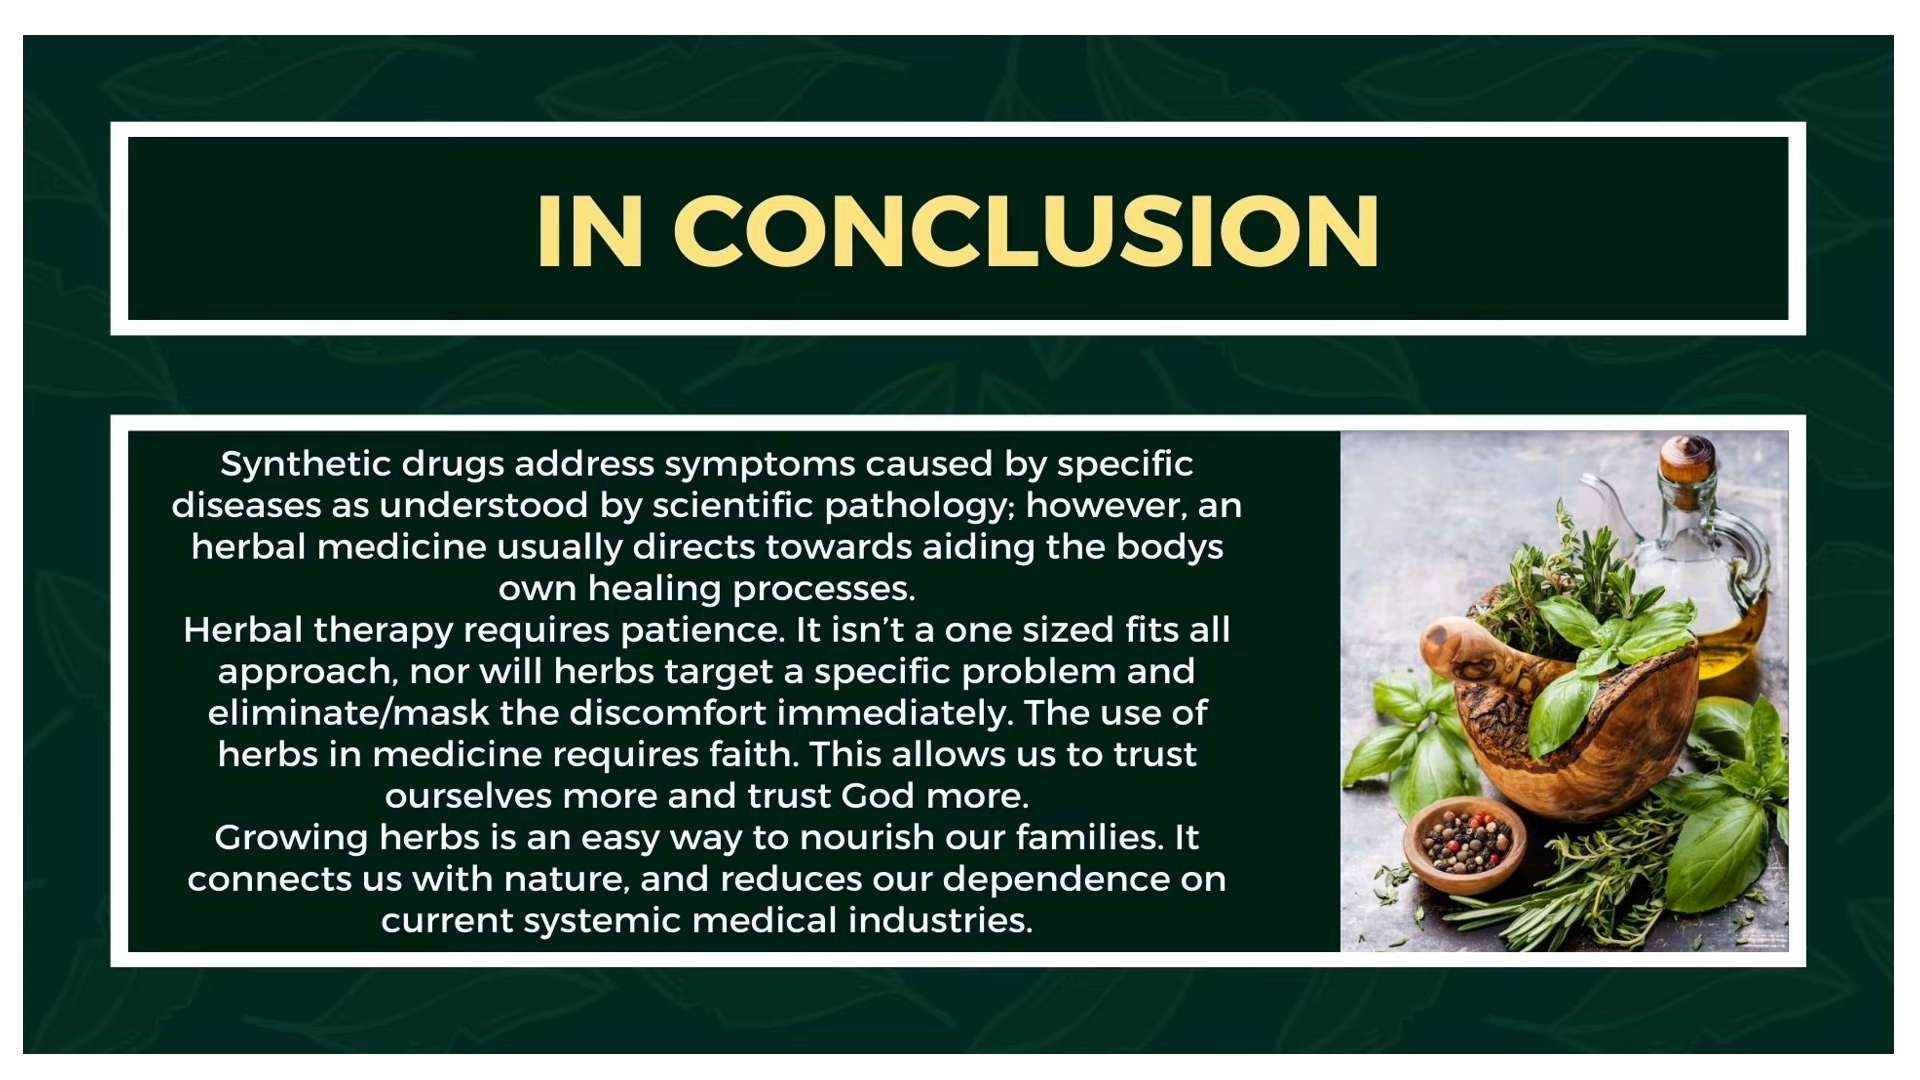 IN CONCLUSION
Synthetic drugs address symptoms caused by specific
diseases as understood by scientific pathology; however, an
herbal medicine usually directs towards aiding the bodys
own healing processes.
Herbal therapy requires patience. It isn’t a one sized fits all
approach, nor will herbs target a specific problem and
eliminate/mask the discomfort immediately. The use of
herbs in medicine requires faith. This allows us to trust
ourselves more and trust God more.
Growing herbs is an easy way to nourish our families. It
connects us with nature, and reduces our dependence on
current systemic medical industries.